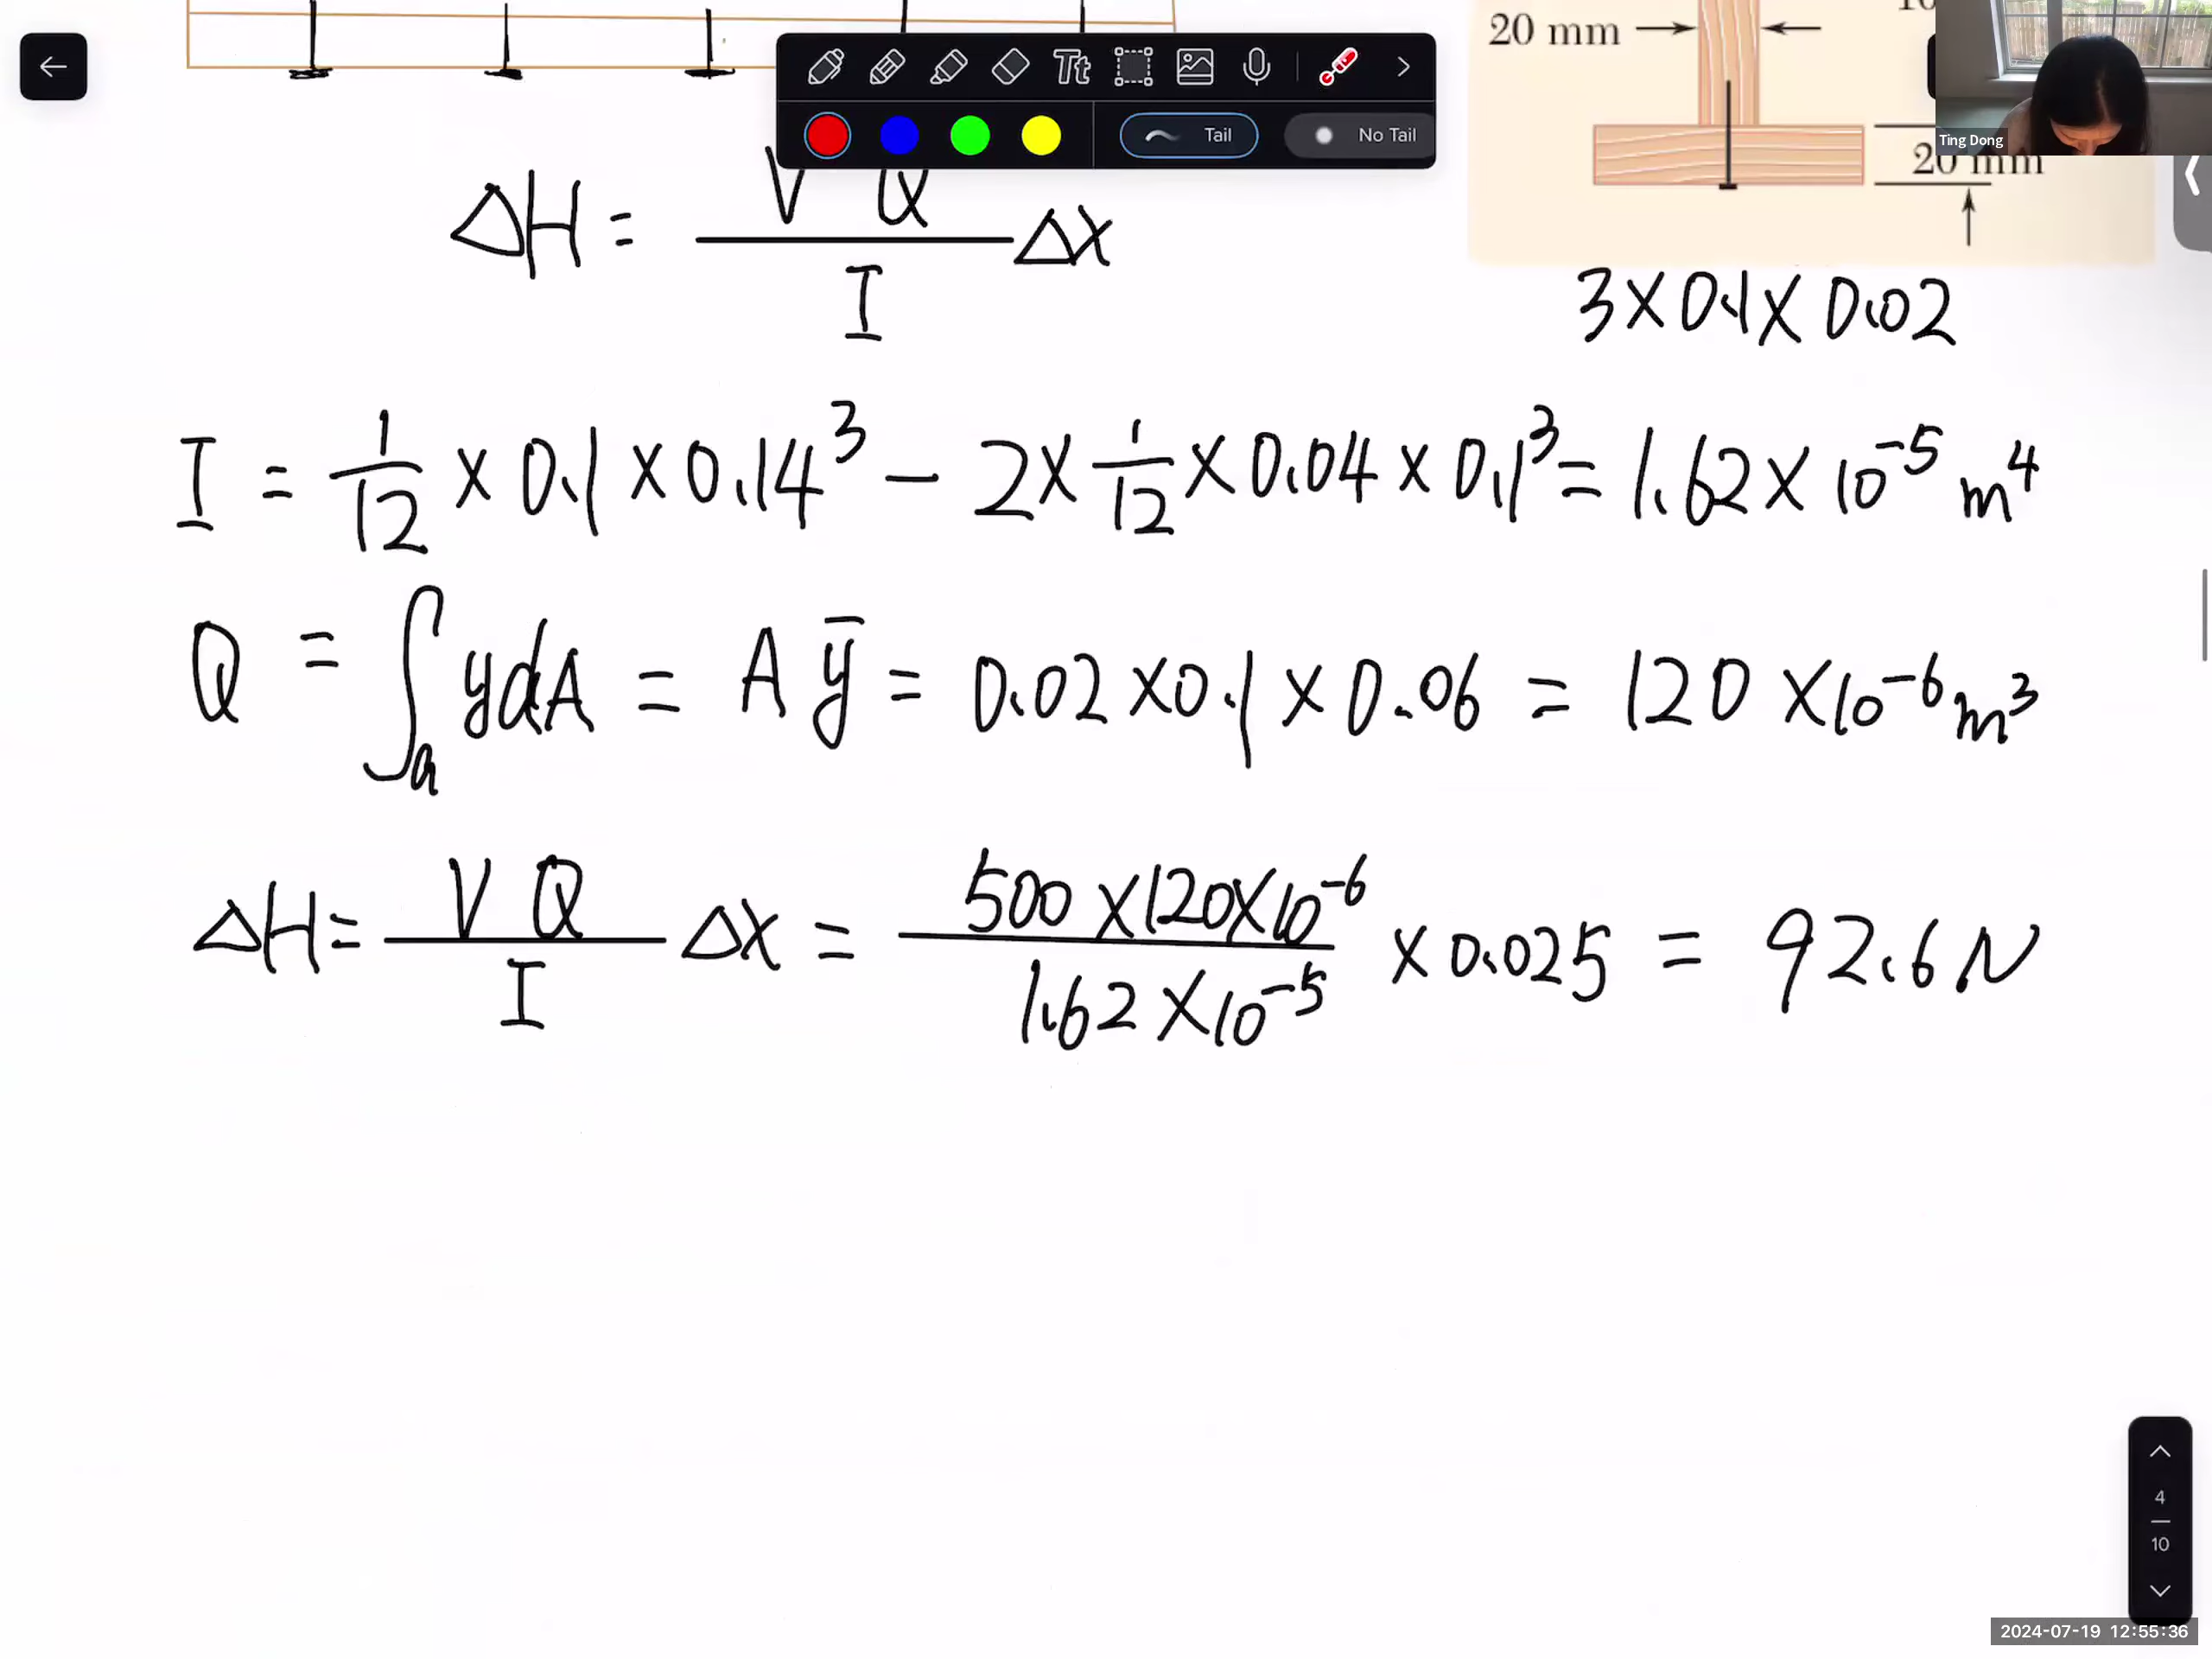 20 mm
Tt
Tail
No Tail
Ting Dong
20 mm
ΔH = V Q / I Δx
3 × 0.1 × 0.02
I = 1/12 × 0.1 × 0.14³ − 2 × 1/12 × 0.04 × 0.1³ = 1.62 × 10⁻⁵ m⁴
Q = ∫ₐ y dA = A ȳ = 0.02 × 0.1 × 0.06 = 120 × 10⁻⁶ m³
ΔH = V Q / I Δx = 500 × 120 × 10⁻⁶ / 1.62 × 10⁻⁵ × 0.025 = 92.6 N
4
10
2024-07-19 12:55:36